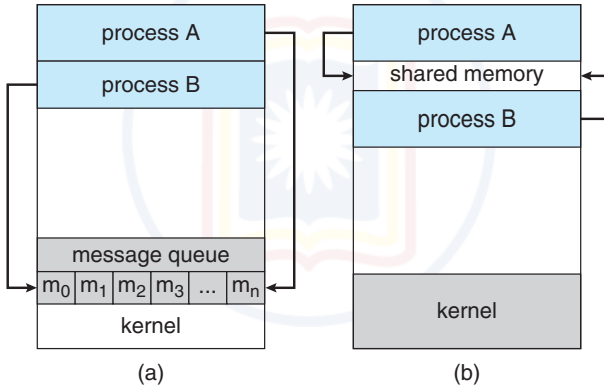 process A
process B
message queue
m0 m1 m2 m3 ... mn
kernel
(a)
process A
shared memory
process B
kernel
(b)